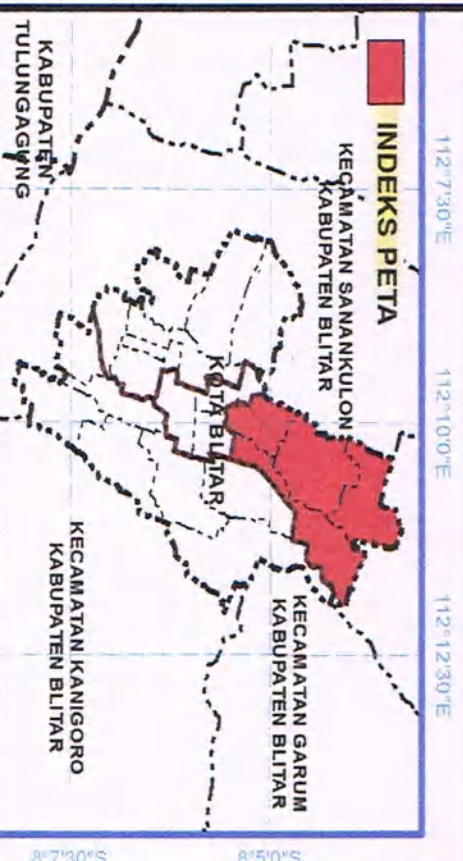 INDEKS PETA
112°7'30"E
112°10'0"E
112°12'30"E
KECAMATAN SANANKULON
KABUPATEN BLITAR
KABUPATEN
TULUNGAGUNG
KOTA BLITAR
KECAMATAN GARUM
KABUPATEN BLITAR
KECAMATAN KANIGORO
KABUPATEN BLITAR
8°5'0"S
8°7'30"S